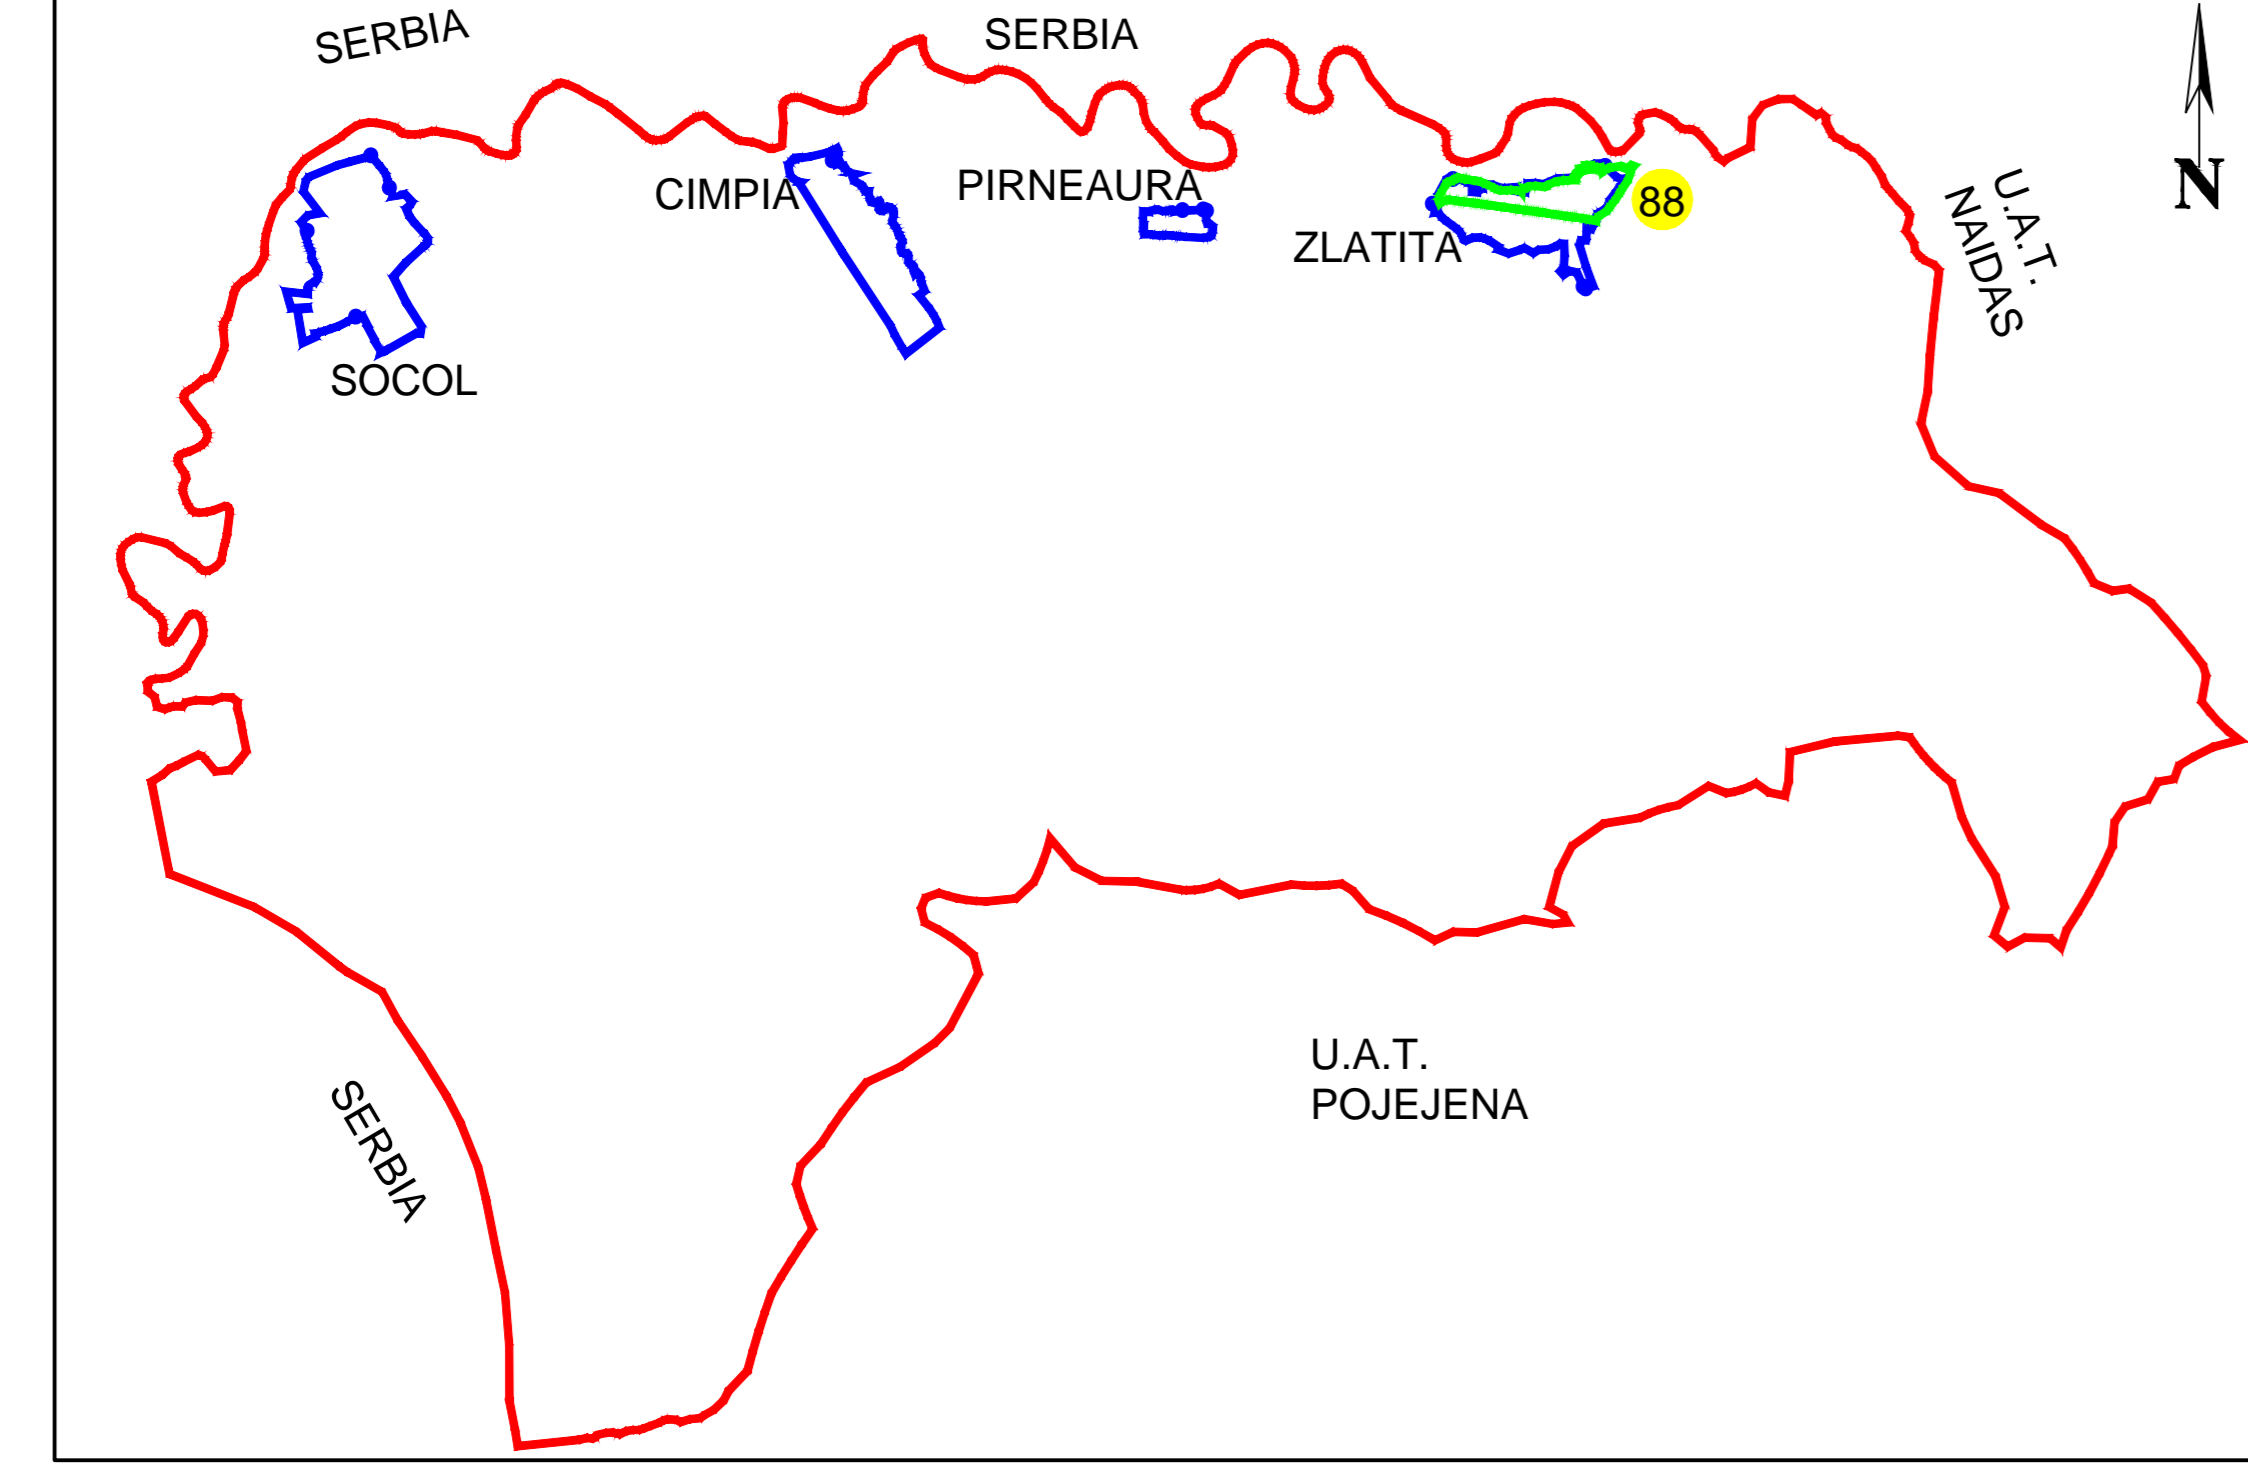 SERBIA
SERBIA
N
CIMPIA
PIRNEAURA
88
ZLATITA
U.A.T.
NAIDAS
SOCOL
U.A.T.
POJEJENA
SERBIA